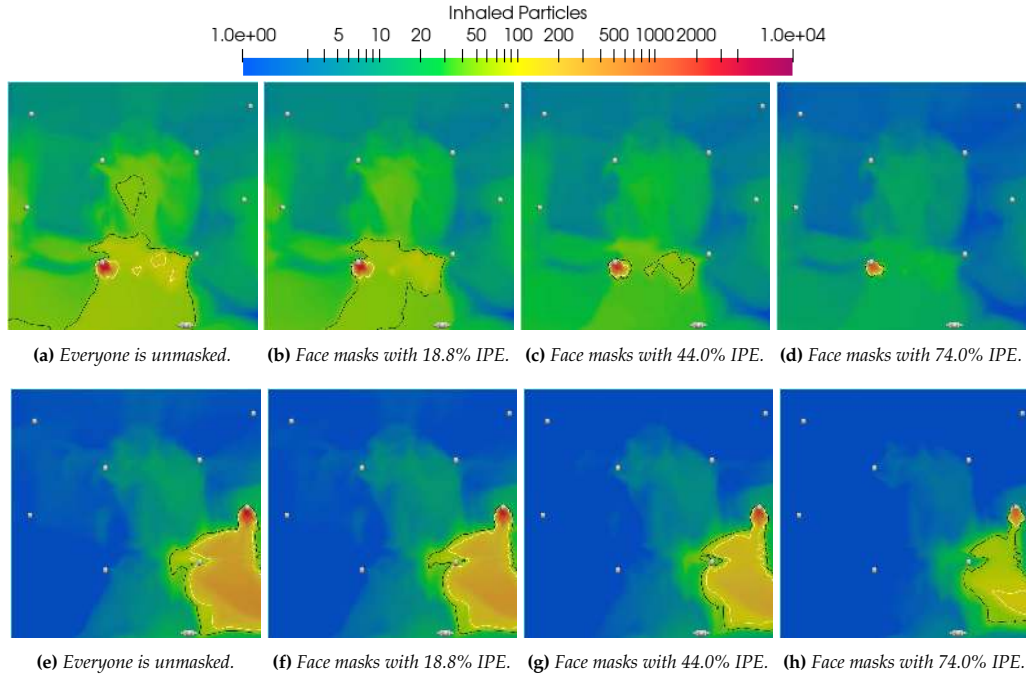 Inhaled Particles
1.0e+00 5 10 20 50 100 200 500 1000 2000 1.0e+04
(a) Everyone is unmasked. (b) Face masks with 18.8% IPE. (c) Face masks with 44.0% IPE. (d) Face masks with 74.0% IPE.
(e) Everyone is unmasked. (f) Face masks with 18.8% IPE. (g) Face masks with 44.0% IPE. (h) Face masks with 74.0% IPE.